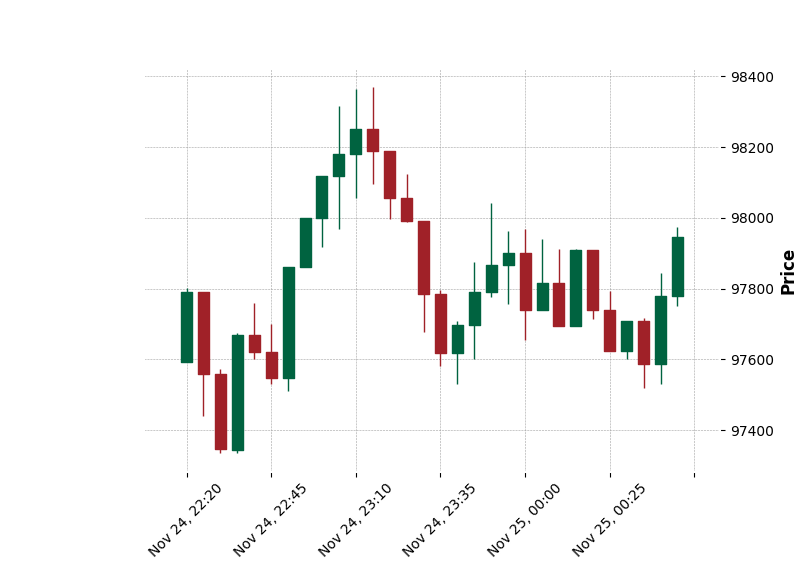 98400
98200
98000
97800
97600
97400
Price
Nov 24, 22:20
Nov 24, 22:45
Nov 24, 23:10
Nov 24, 23:35
Nov 25, 00:00
Nov 25, 00:25